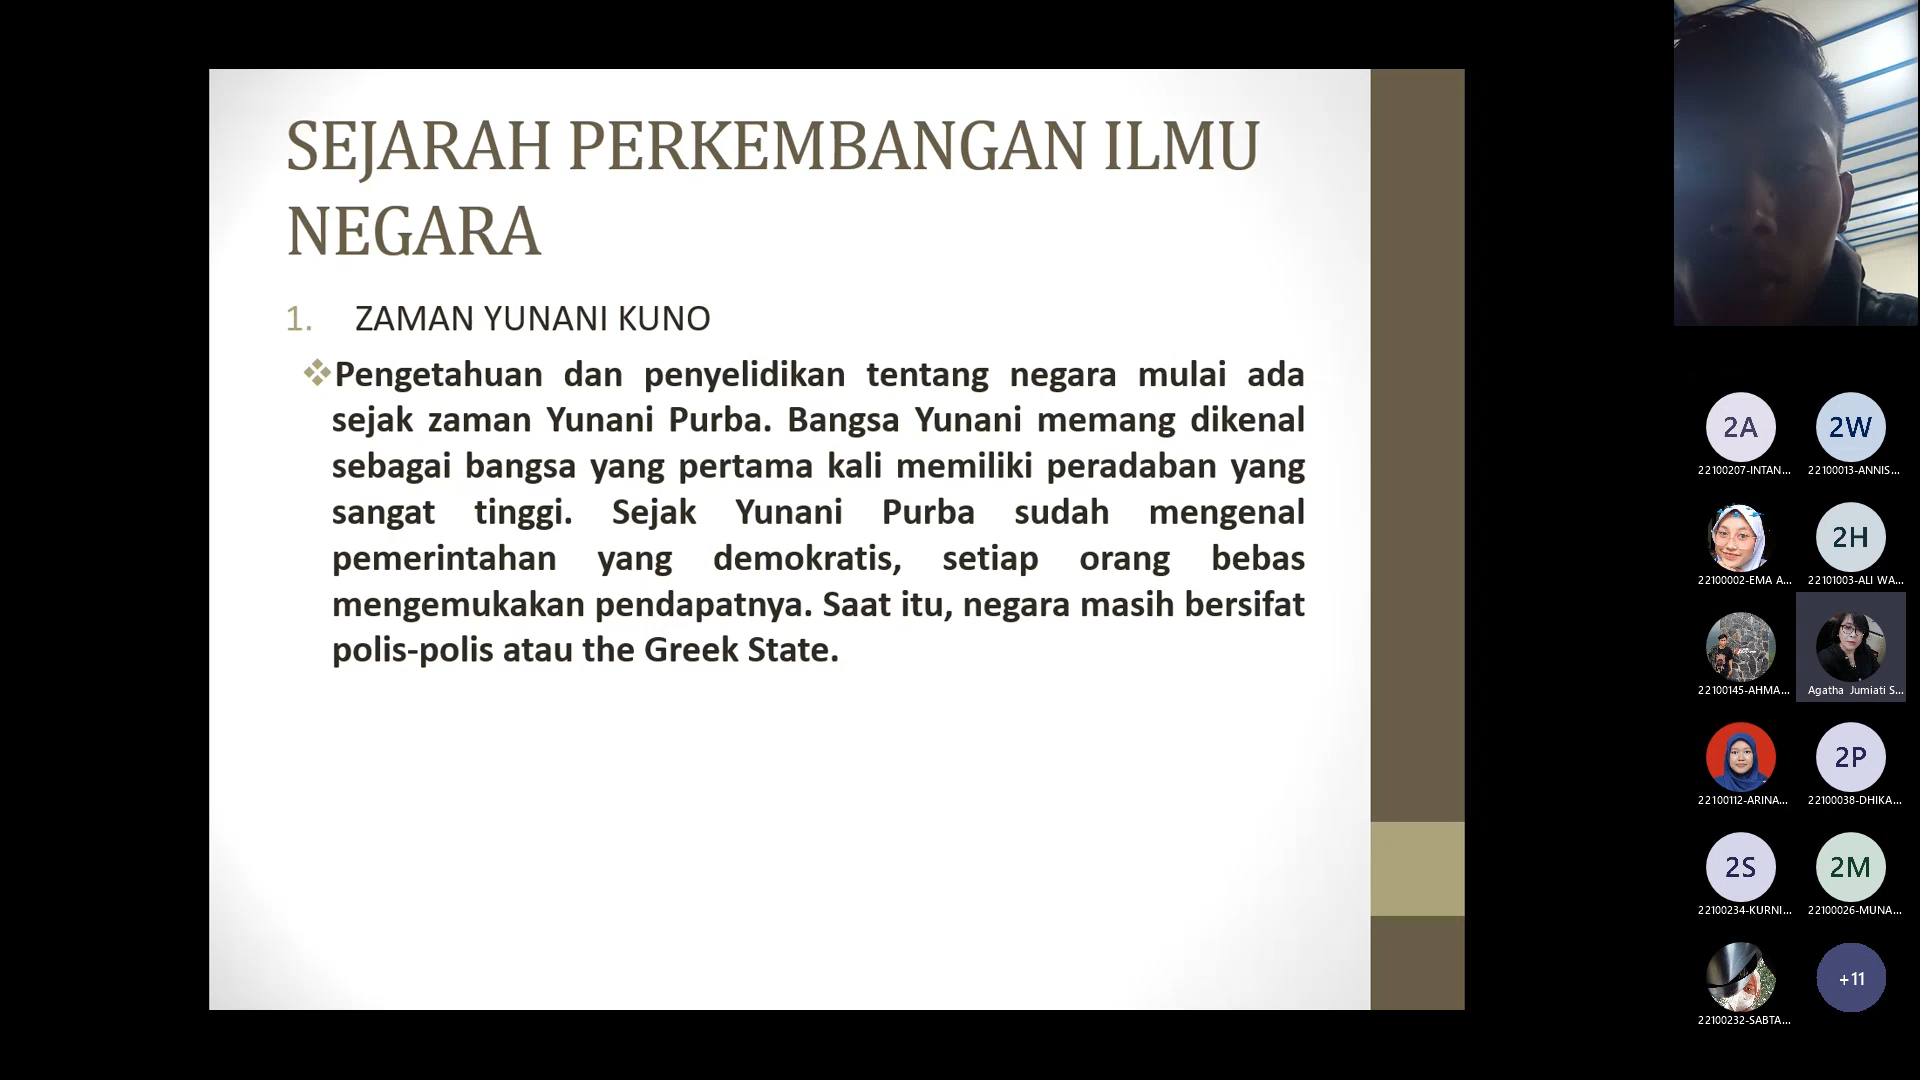 SEJARAH PERKEMBANGAN ILMU
NEGARA
1. ZAMAN YUNANI KUNO
Pengetahuan dan penyelidikan tentang negara mulai ada
sejak zaman Yunani Purba. Bangsa Yunani memang dikenal
sebagai bangsa yang pertama kali memiliki peradaban yang
sangat tinggi. Sejak Yunani Purba sudah mengenal
pemerintahan yang demokratis, setiap orang bebas
mengemukakan pendapatnya. Saat itu, negara masih bersifat
polis-polis atau the Greek State.
2A
22100207-INTAN...
2W
22100013-ANNIS...
22100002-EMA A...
2H
22101003-ALI WA...
22100145-AHMA...
Agatha Jumiati S...
22100112-ARINA...
2P
22100038-DHIKA...
2S
22100234-KURNI...
2M
22100026-MUNA...
22100232-SABTA...
+11